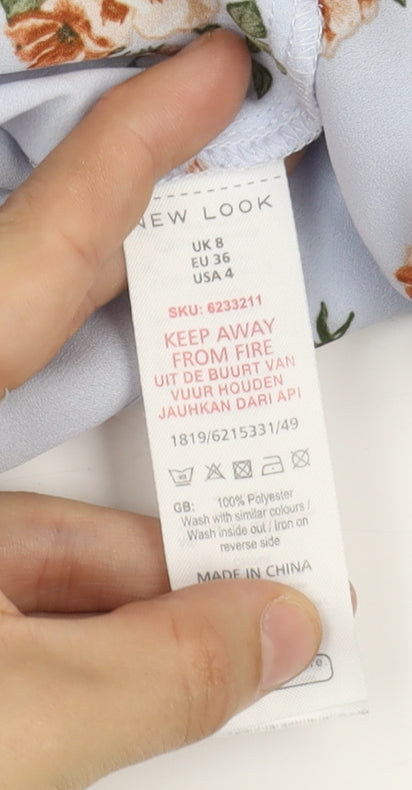 NEW LOOK
UK 8
EU 36
USA 4
SKU: 6233211
KEEP AWAY
FROM FIRE
UIT DE BUURT VAN
VUUR HOUDEN
JAUHKAN DARI API
1819/6215331/49
GB: 100% Polyester
Wash with similar colours /
Wash inside out / Iron on
reverse side
MADE IN CHINA